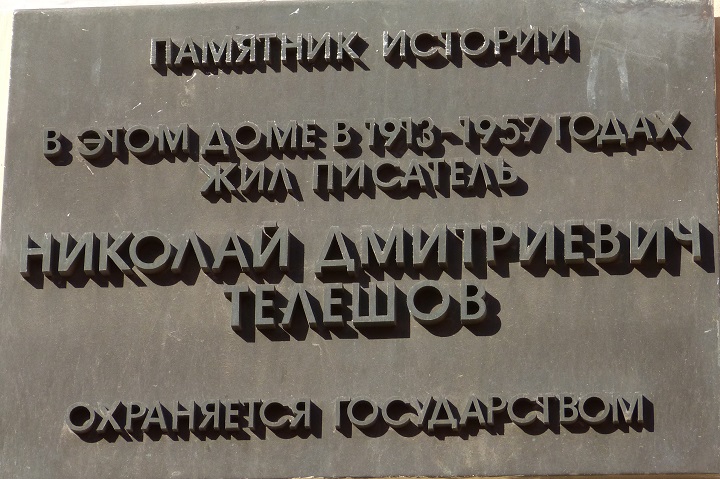 ПАМЯТНИК ИСТОРИИ
В ЭТОМ ДОМЕ В 1913-1957 ГОДАХ
ЖИЛ ПИСАТЕЛЬ
НИКОЛАЙ ДМИТРИЕВИЧ
ТЕЛЕШОВ
ОХРАНЯЕТСЯ ГОСУДАРСТВОМ